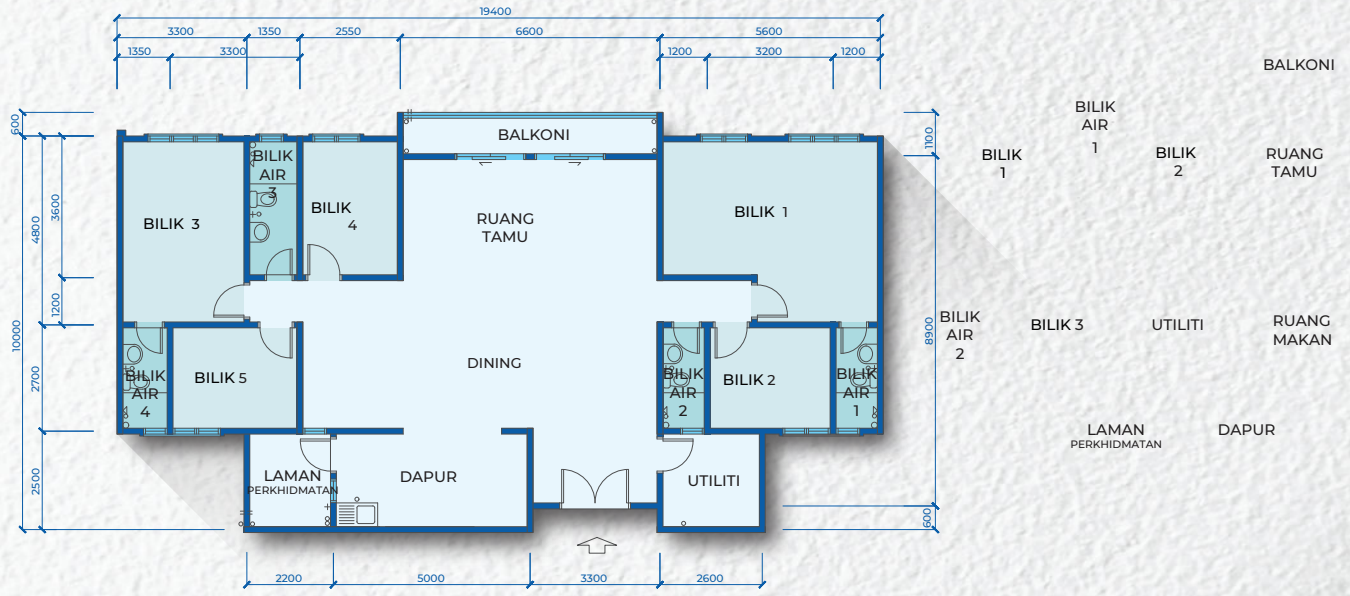 19400
3300 1350 2550 6600 5600
1350 3300 1200 3200 1200
600
4800
3600
1200
10000
2700
2500
1100
8900
600
BALKONI
BILIK
AIR
3
BILIK 3
BILIK
4
RUANG
TAMU
BILIK 1
BILIK
AIR
4
BILIK 5
DINING
BILIK
AIR
2
BILIK 2
BILIK
AIR
1
LAMAN
PERKHIDMATAN
DAPUR
UTILITI
2200 5000 3300 2600
BALKONI
BILIK
AIR
1
BILIK
1
BILIK
2
RUANG
TAMU
BILIK
AIR
2
BILIK 3
UTILITI
RUANG
MAKAN
LAMAN
PERKHIDMATAN
DAPUR